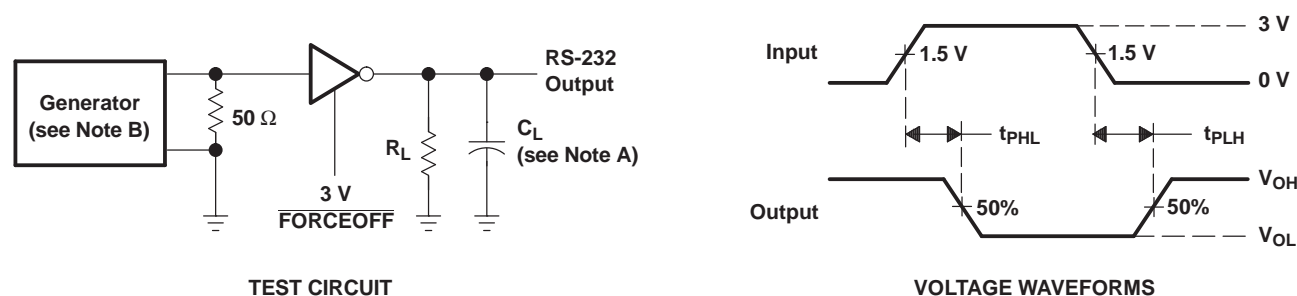 Generator
(see Note B)
50 Ω
3 V
FORCEOFF
R_L
C_L
(see Note A)
RS-232
Output
TEST CIRCUIT
Input
1.5 V
1.5 V
3 V
0 V
t_PHL
t_PLH
Output
50%
50%
V_OH
V_OL
VOLTAGE WAVEFORMS